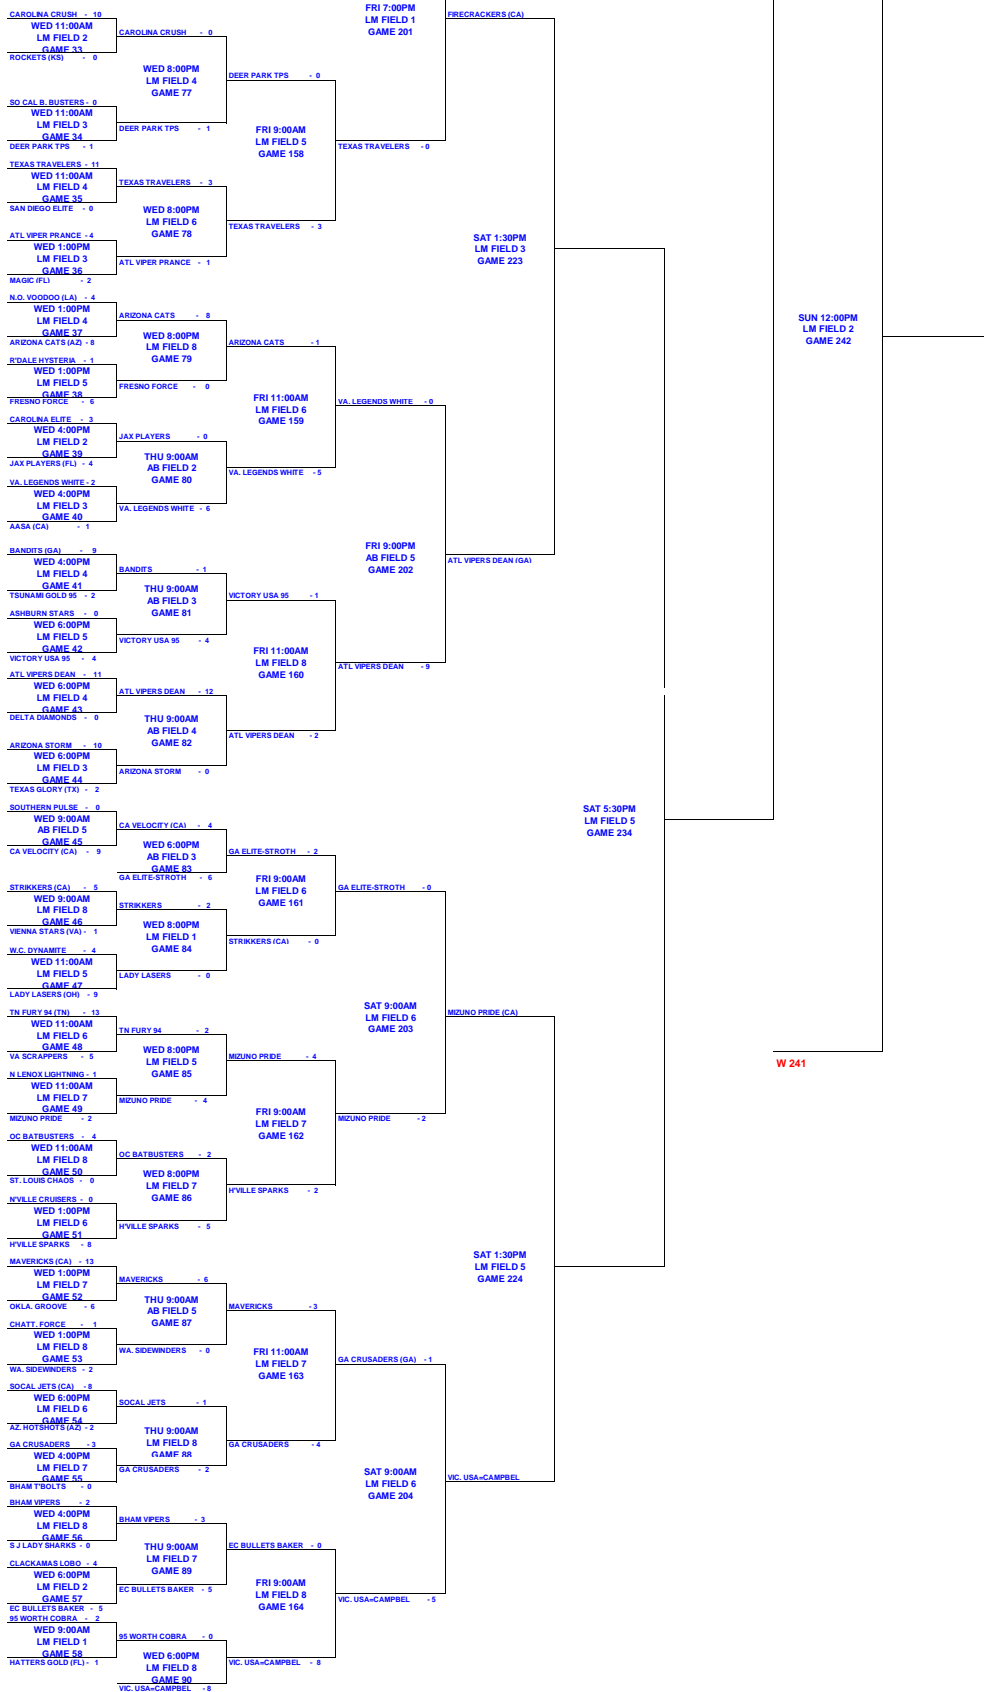 CAROLINA CRUSH - 10
WED 11:00AM
LM FIELD 2
GAME 33
ROCKETS (KS) - 0
SO CAL B. BUSTERS - 0
WED 11:00AM
LM FIELD 3
GAME 34
DEER PARK TPS - 1
TEXAS TRAVELERS - 11
WED 11:00AM
LM FIELD 4
GAME 35
SAN DIEGO ELITE - 0
ATL VIPER PRANCE - 4
WED 1:00PM
LM FIELD 3
GAME 36
MAGIC (FL) - 2
N.O. VOODOO (LA) - 4
WED 1:00PM
LM FIELD 4
GAME 37
ARIZONA CATS (AZ) - 8
R'DALE HYSTERIA - 1
WED 1:00PM
LM FIELD 5
GAME 38
FRESNO FORCE - 6
CAROLINA ELITE - 3
WED 4:00PM
LM FIELD 2
GAME 39
JAX PLAYERS (FL) - 4
VA. LEGENDS WHITE - 2
WED 4:00PM
LM FIELD 3
GAME 40
AASA (CA) - 1
BANDITS (GA) - 9
WED 4:00PM
LM FIELD 4
GAME 41
TSUNAMI GOLD 95 - 2
ASHBURN STARS - 0
WED 6:00PM
LM FIELD 5
GAME 42
VICTORY USA 95 - 4
ATL VIPERS DEAN - 11
WED 6:00PM
LM FIELD 4
GAME 43
DELTA DIAMONDS - 0
ARIZONA STORM - 10
WED 6:00PM
LM FIELD 3
GAME 44
TEXAS GLORY (TX) - 2
SOUTHERN PULSE - 0
WED 9:00AM
AB FIELD 5
GAME 45
CA VELOCITY (CA) - 9
STRIKKERS (CA) - 5
WED 9:00AM
LM FIELD 8
GAME 46
VIENNA STARS (VA) - 1
W.C. DYNAMITE - 4
WED 11:00AM
LM FIELD 5
GAME 47
LADY LASERS (OH) - 9
TN FURY 94 (TN) - 13
WED 11:00AM
LM FIELD 6
GAME 48
VA SCRAPPERS - 5
N LENOX LIGHTNING - 1
WED 11:00AM
LM FIELD 7
GAME 49
MIZUNO PRIDE - 2
OC BATBUSTERS - 4
WED 11:00AM
LM FIELD 8
GAME 50
ST. LOUIS CHAOS - 0
N'VILLE CRUISERS - 0
WED 1:00PM
LM FIELD 6
GAME 51
H'VILLE SPARKS - 8
MAVERICKS (CA) - 13
WED 1:00PM
LM FIELD 7
GAME 52
OKLA. GROOVE - 6
CHATT. FORCE - 1
WED 1:00PM
LM FIELD 8
GAME 53
WA. SIDEWINDERS - 2
SOCAL JETS (CA) - 8
WED 6:00PM
LM FIELD 6
GAME 54
AZ. HOTSHOTS (AZ) - 2
GA CRUSADERS - 3
WED 4:00PM
LM FIELD 7
GAME 55
BHAM T'BOLTS - 0
BHAM VIPERS - 2
WED 4:00PM
LM FIELD 8
GAME 56
S J LADY SHARKS - 0
CLACKAMAS LOBO - 4
WED 6:00PM
LM FIELD 2
GAME 57
EC BULLETS BAKER - 5
95 WORTH COBRA - 2
WED 9:00AM
LM FIELD 1
GAME 58
HATTERS GOLD (FL) - 1
CAROLINA CRUSH - 0
WED 8:00PM
LM FIELD 4
GAME 77
DEER PARK TPS - 1
TEXAS TRAVELERS - 3
WED 8:00PM
LM FIELD 6
GAME 78
ATL VIPER PRANCE - 1
ARIZONA CATS - 8
WED 8:00PM
LM FIELD 8
GAME 79
FRESNO FORCE - 0
JAX PLAYERS - 0
THU 9:00AM
AB FIELD 2
GAME 80
VA. LEGENDS WHITE - 6
BANDITS - 1
THU 9:00AM
AB FIELD 3
GAME 81
VICTORY USA 95 - 4
ATL VIPERS DEAN - 12
THU 9:00AM
AB FIELD 4
GAME 82
ARIZONA STORM - 0
CA VELOCITY (CA) - 4
WED 6:00PM
AB FIELD 3
GAME 83
GA ELITE-STROTH - 6
STRIKKERS - 2
WED 8:00PM
LM FIELD 1
GAME 84
LADY LASERS - 0
TN FURY 94 - 2
WED 8:00PM
LM FIELD 5
GAME 85
MIZUNO PRIDE - 4
OC BATBUSTERS - 2
WED 8:00PM
LM FIELD 7
GAME 86
H'VILLE SPARKS - 5
MAVERICKS - 6
THU 9:00AM
AB FIELD 5
GAME 87
WA. SIDEWINDERS - 0
SOCAL JETS - 1
THU 9:00AM
LM FIELD 8
GAME 88
GA CRUSADERS - 2
BHAM VIPERS - 3
THU 9:00AM
LM FIELD 7
GAME 89
EC BULLETS BAKER - 5
95 WORTH COBRA - 0
WED 6:00PM
LM FIELD 8
GAME 90
VIC. USA=CAMPBEL - 8
DEER PARK TPS - 0
FRI 9:00AM
LM FIELD 5
GAME 158
TEXAS TRAVELERS - 3
ARIZONA CATS - 1
FRI 11:00AM
LM FIELD 6
GAME 159
VA. LEGENDS WHITE - 5
VICTORY USA 95 - 1
FRI 11:00AM
LM FIELD 8
GAME 160
ATL VIPERS DEAN - 2
GA ELITE-STROTH - 2
FRI 9:00AM
LM FIELD 6
GAME 161
STRIKKERS (CA) - 0
MIZUNO PRIDE - 4
FRI 9:00AM
LM FIELD 7
GAME 162
H'VILLE SPARKS - 2
MAVERICKS - 3
FRI 11:00AM
LM FIELD 7
GAME 163
GA CRUSADERS - 4
EC BULLETS BAKER - 0
FRI 9:00AM
LM FIELD 8
GAME 164
VIC. USA=CAMPBEL - 8
FRI 7:00PM
LM FIELD 1
GAME 201
TEXAS TRAVELERS - 0
VA. LEGENDS WHITE - 0
FRI 9:00PM
AB FIELD 5
GAME 202
ATL VIPERS DEAN - 9
GA ELITE-STROTH - 0
SAT 9:00AM
LM FIELD 6
GAME 203
MIZUNO PRIDE - 2
GA CRUSADERS (GA) - 1
SAT 9:00AM
LM FIELD 6
GAME 204
VIC. USA=CAMPBEL - 5
FIRECRACKERS (CA)
SAT 1:30PM
LM FIELD 3
GAME 223
ATL VIPERS DEAN (GA)
MIZUNO PRIDE (CA)
SAT 1:30PM
LM FIELD 5
GAME 224
VIC. USA=CAMPBEL
SAT 5:30PM
LM FIELD 5
GAME 234
SUN 12:00PM
LM FIELD 2
GAME 242
W 241